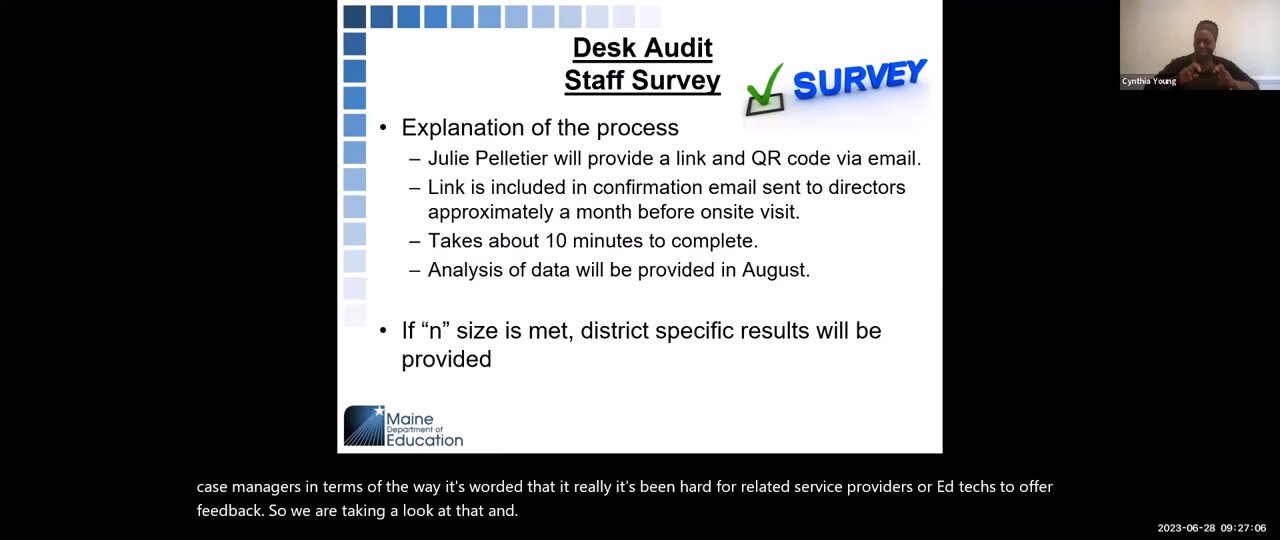 Desk Audit
Staff Survey
SURVEY
Cynthia Young
• Explanation of the process
– Julie Pelletier will provide a link and QR code via email.
– Link is included in confirmation email sent to directors
approximately a month before onsite visit.
– Takes about 10 minutes to complete.
– Analysis of data will be provided in August.
• If “n” size is met, district specific results will be
provided
Maine
Department of
Education
case managers in terms of the way it's worded that it really it's been hard for related service providers or Ed techs to offer
feedback. So we are taking a look at that and.
2023-06-28 09:27:06